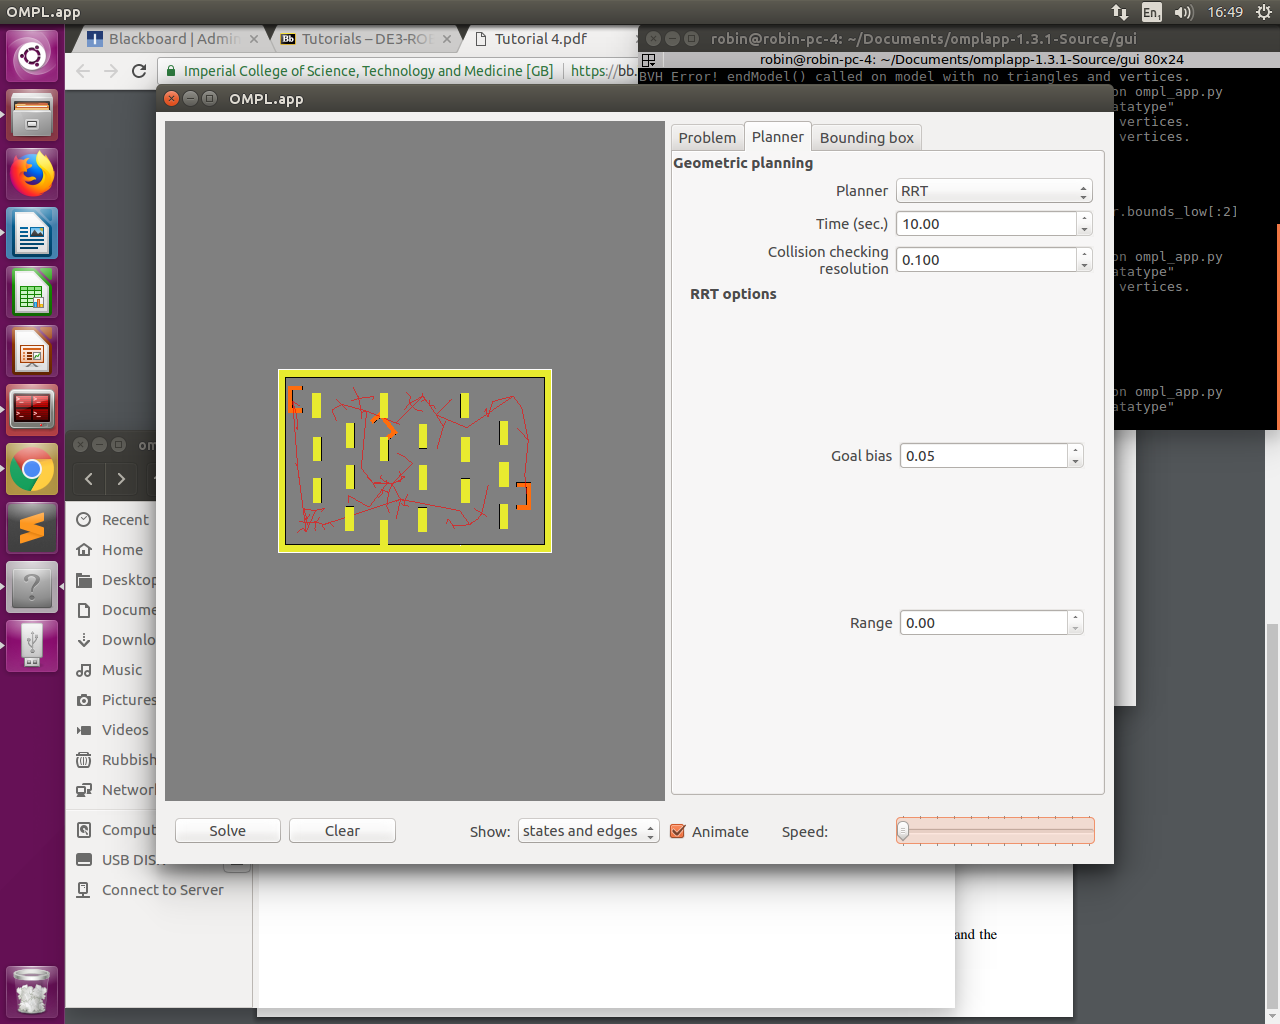 OMPL.app
En1
16:49
Blackboard | Admin
Tutorials – DE3-ROB
Tutorial 4.pdf
robin@robin-pc-4: ~/Documents/omplapp-1.3.1-Source/gui
robin@robin-pc-4: ~/Documents/omplapp-1.3.1-Source/gui 80x24
Imperial College of Science, Technology and Medicine [GB]
https://bb.
BVH Error! endModel() called on model with no triangles and vertices.
on ompl_app.py
atatype"
vertices.
vertices.
r.bounds_low[:2]
on ompl_app.py
atatype"
vertices.
on ompl_app.py
atatype"
OMPL.app
Problem
Planner
Bounding box
Geometric planning
Planner
RRT
Time (sec.)
10.00
Collision checking
resolution
0.100
RRT options
Goal bias
0.05
Range
0.00
Solve
Clear
Show:
states and edges
Animate
Speed:
Recent
Home
Desktop
Docume
Downlo
Music
Pictures
Videos
Rubbish
Network
Comput
USB DIS
Connect to Server
and the